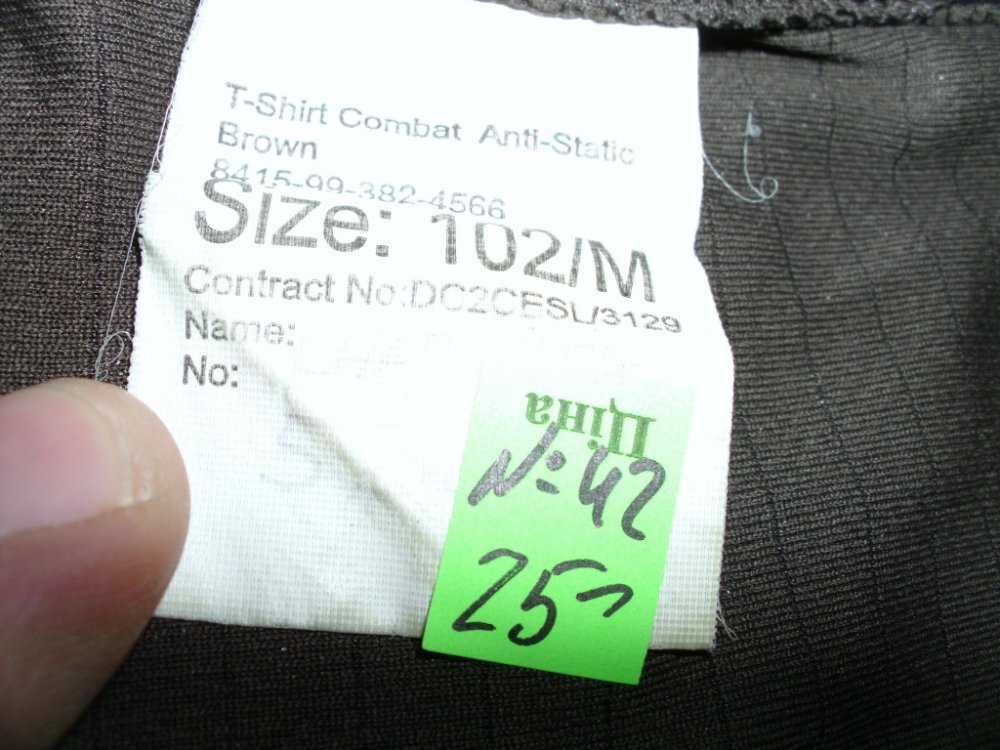 T-Shirt Combat Anti-Static
Brown
8415-99-382-4566
Size: 102/M
Contract No:DC2CESL/3129
Name:
No:
Ціна
№ 42
25